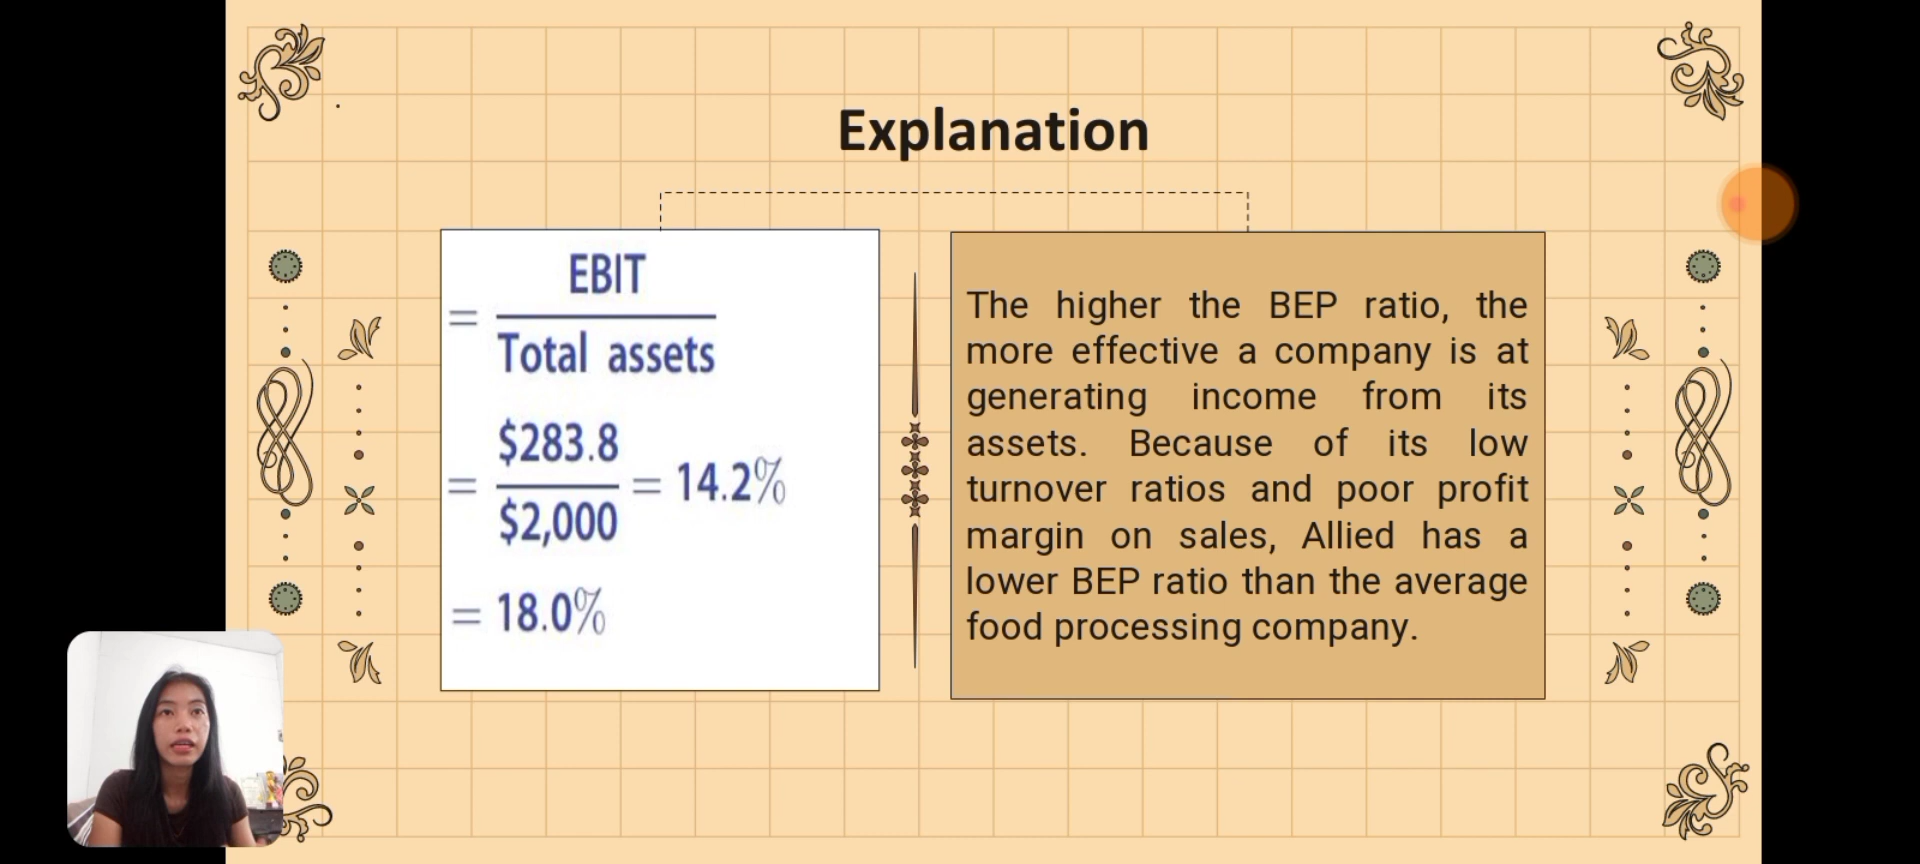 Explanation
= EBIT
Total assets
= $283.8 = 14.2%
$2,000
= 18.0%
The higher the BEP ratio, the
more effective a company is at
generating income from its
assets. Because of its low
turnover ratios and poor profit
margin on sales, Allied has a
lower BEP ratio than the average
food processing company.